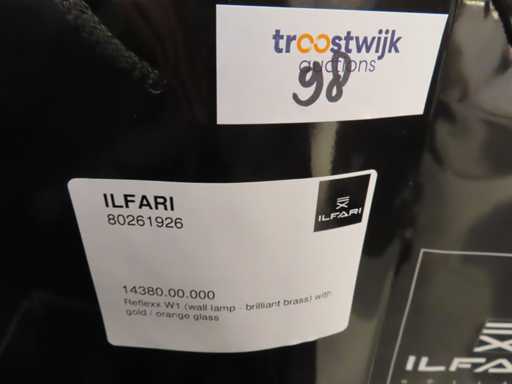 troostwijk
auctions
98
ILFARI
80261926
ILFARI
14380.00.000
Reflexx W1 (wall lamp - brilliant brass) with
gold / orange glass
ILFARI